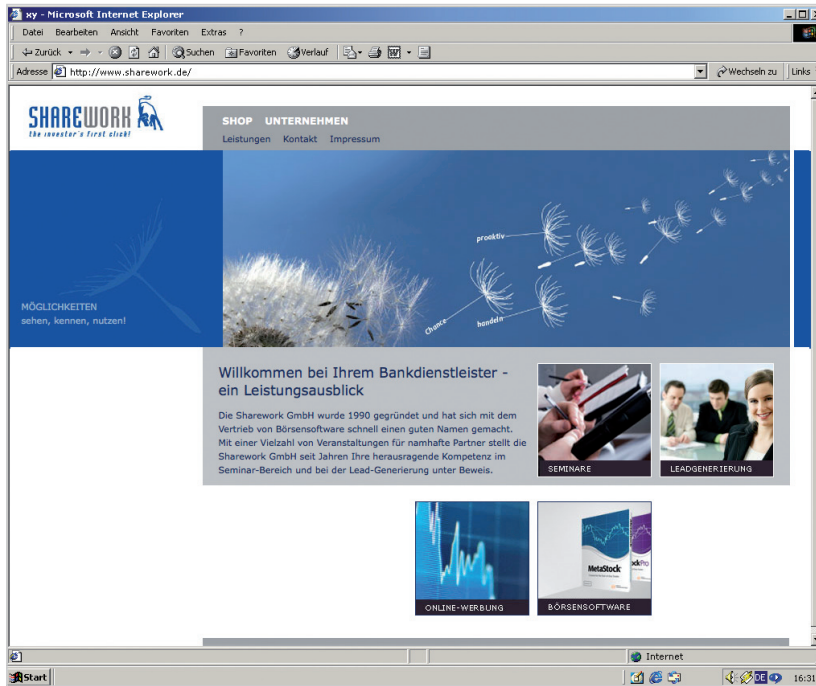 xy - Microsoft Internet Explorer
Datei Bearbeiten Ansicht Favoriten Extras ?
Zurück Suchen Favoriten Verlauf
Adresse http://www.sharework.de/ Wechseln zu Links
SHAREWORK
the investor's first click!
SHOP UNTERNEHMEN
Leistungen Kontakt Impressum
proaktiv
Chance
handeln
MÖGLICHKEITEN
sehen, kennen, nutzen!
Willkommen bei Ihrem Bankdienstleister -
ein Leistungsausblick
Die Sharework GmbH wurde 1990 gegründet und hat sich mit dem
Vertrieb von Börsensoftware schnell einen guten Namen gemacht.
Mit einer Vielzahl von Veranstaltungen für namhafte Partner stellt die
Sharework GmbH seit Jahren Ihre herausragende Kompetenz im
Seminar-Bereich und bei der Lead-Generierung unter Beweis.
SEMINARE
LEADGENERIERUNG
MetaStock
ckPro
ONLINE-WERBUNG
BÖRSENSOFTWARE
Internet
Start DE 16:31